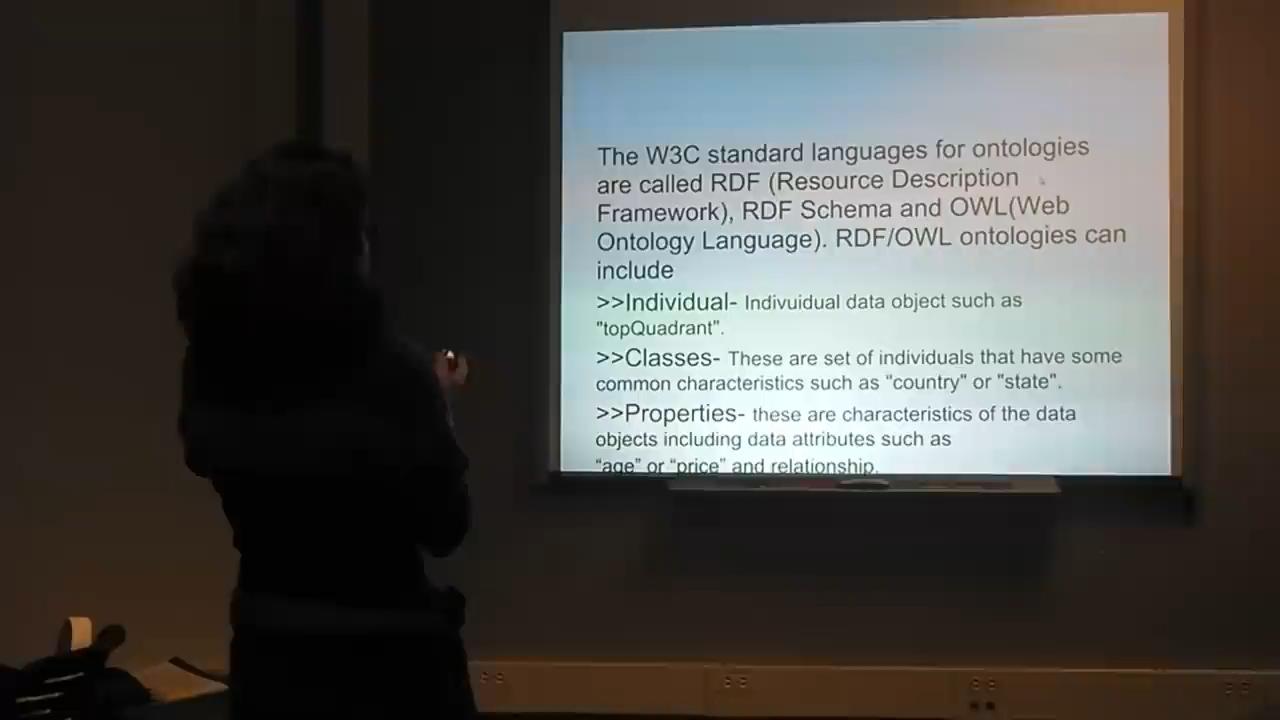 The W3C standard languages for ontologies
are called RDF (Resource Description
Framework), RDF Schema and OWL(Web
Ontology Language). RDF/OWL ontologies can
include
>>Individual- Indivuidual data object such as
"topQuadrant".
>>Classes- These are set of individuals that have some
common characteristics such as "country" or "state".
>>Properties- these are characteristics of the data
objects including data attributes such as
“age” or “price” and relationship.